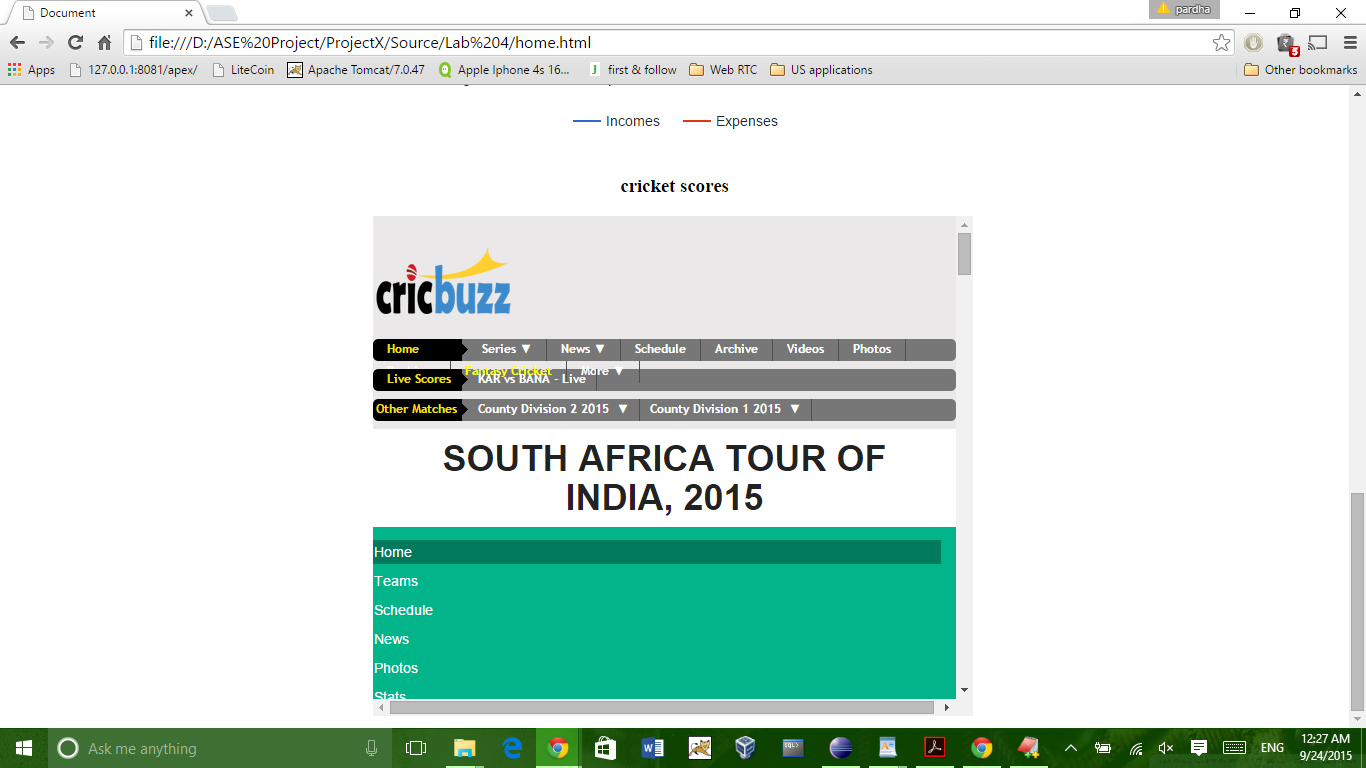 Document
pardha
file:///D:/ASE%20Project/ProjectX/Source/Lab%204/home.html
Apps 127.0.0.1:8081/apex/ LiteCoin Apache Tomcat/7.0.47 Apple Iphone 4s 16... first & follow Web RTC US applications Other bookmarks
Incomes Expenses
cricket scores
cricbuzz
Home Series ▼ News ▼ Schedule Archive Videos Photos
Fantasy Cricket More ▼
Live Scores KAR vs BANA - Live
Other Matches County Division 2 2015 ▼ County Division 1 2015 ▼
SOUTH AFRICA TOUR OF
INDIA, 2015
Home
Teams
Schedule
News
Photos
Stats
Ask me anything
ENG
12:27 AM
9/24/2015